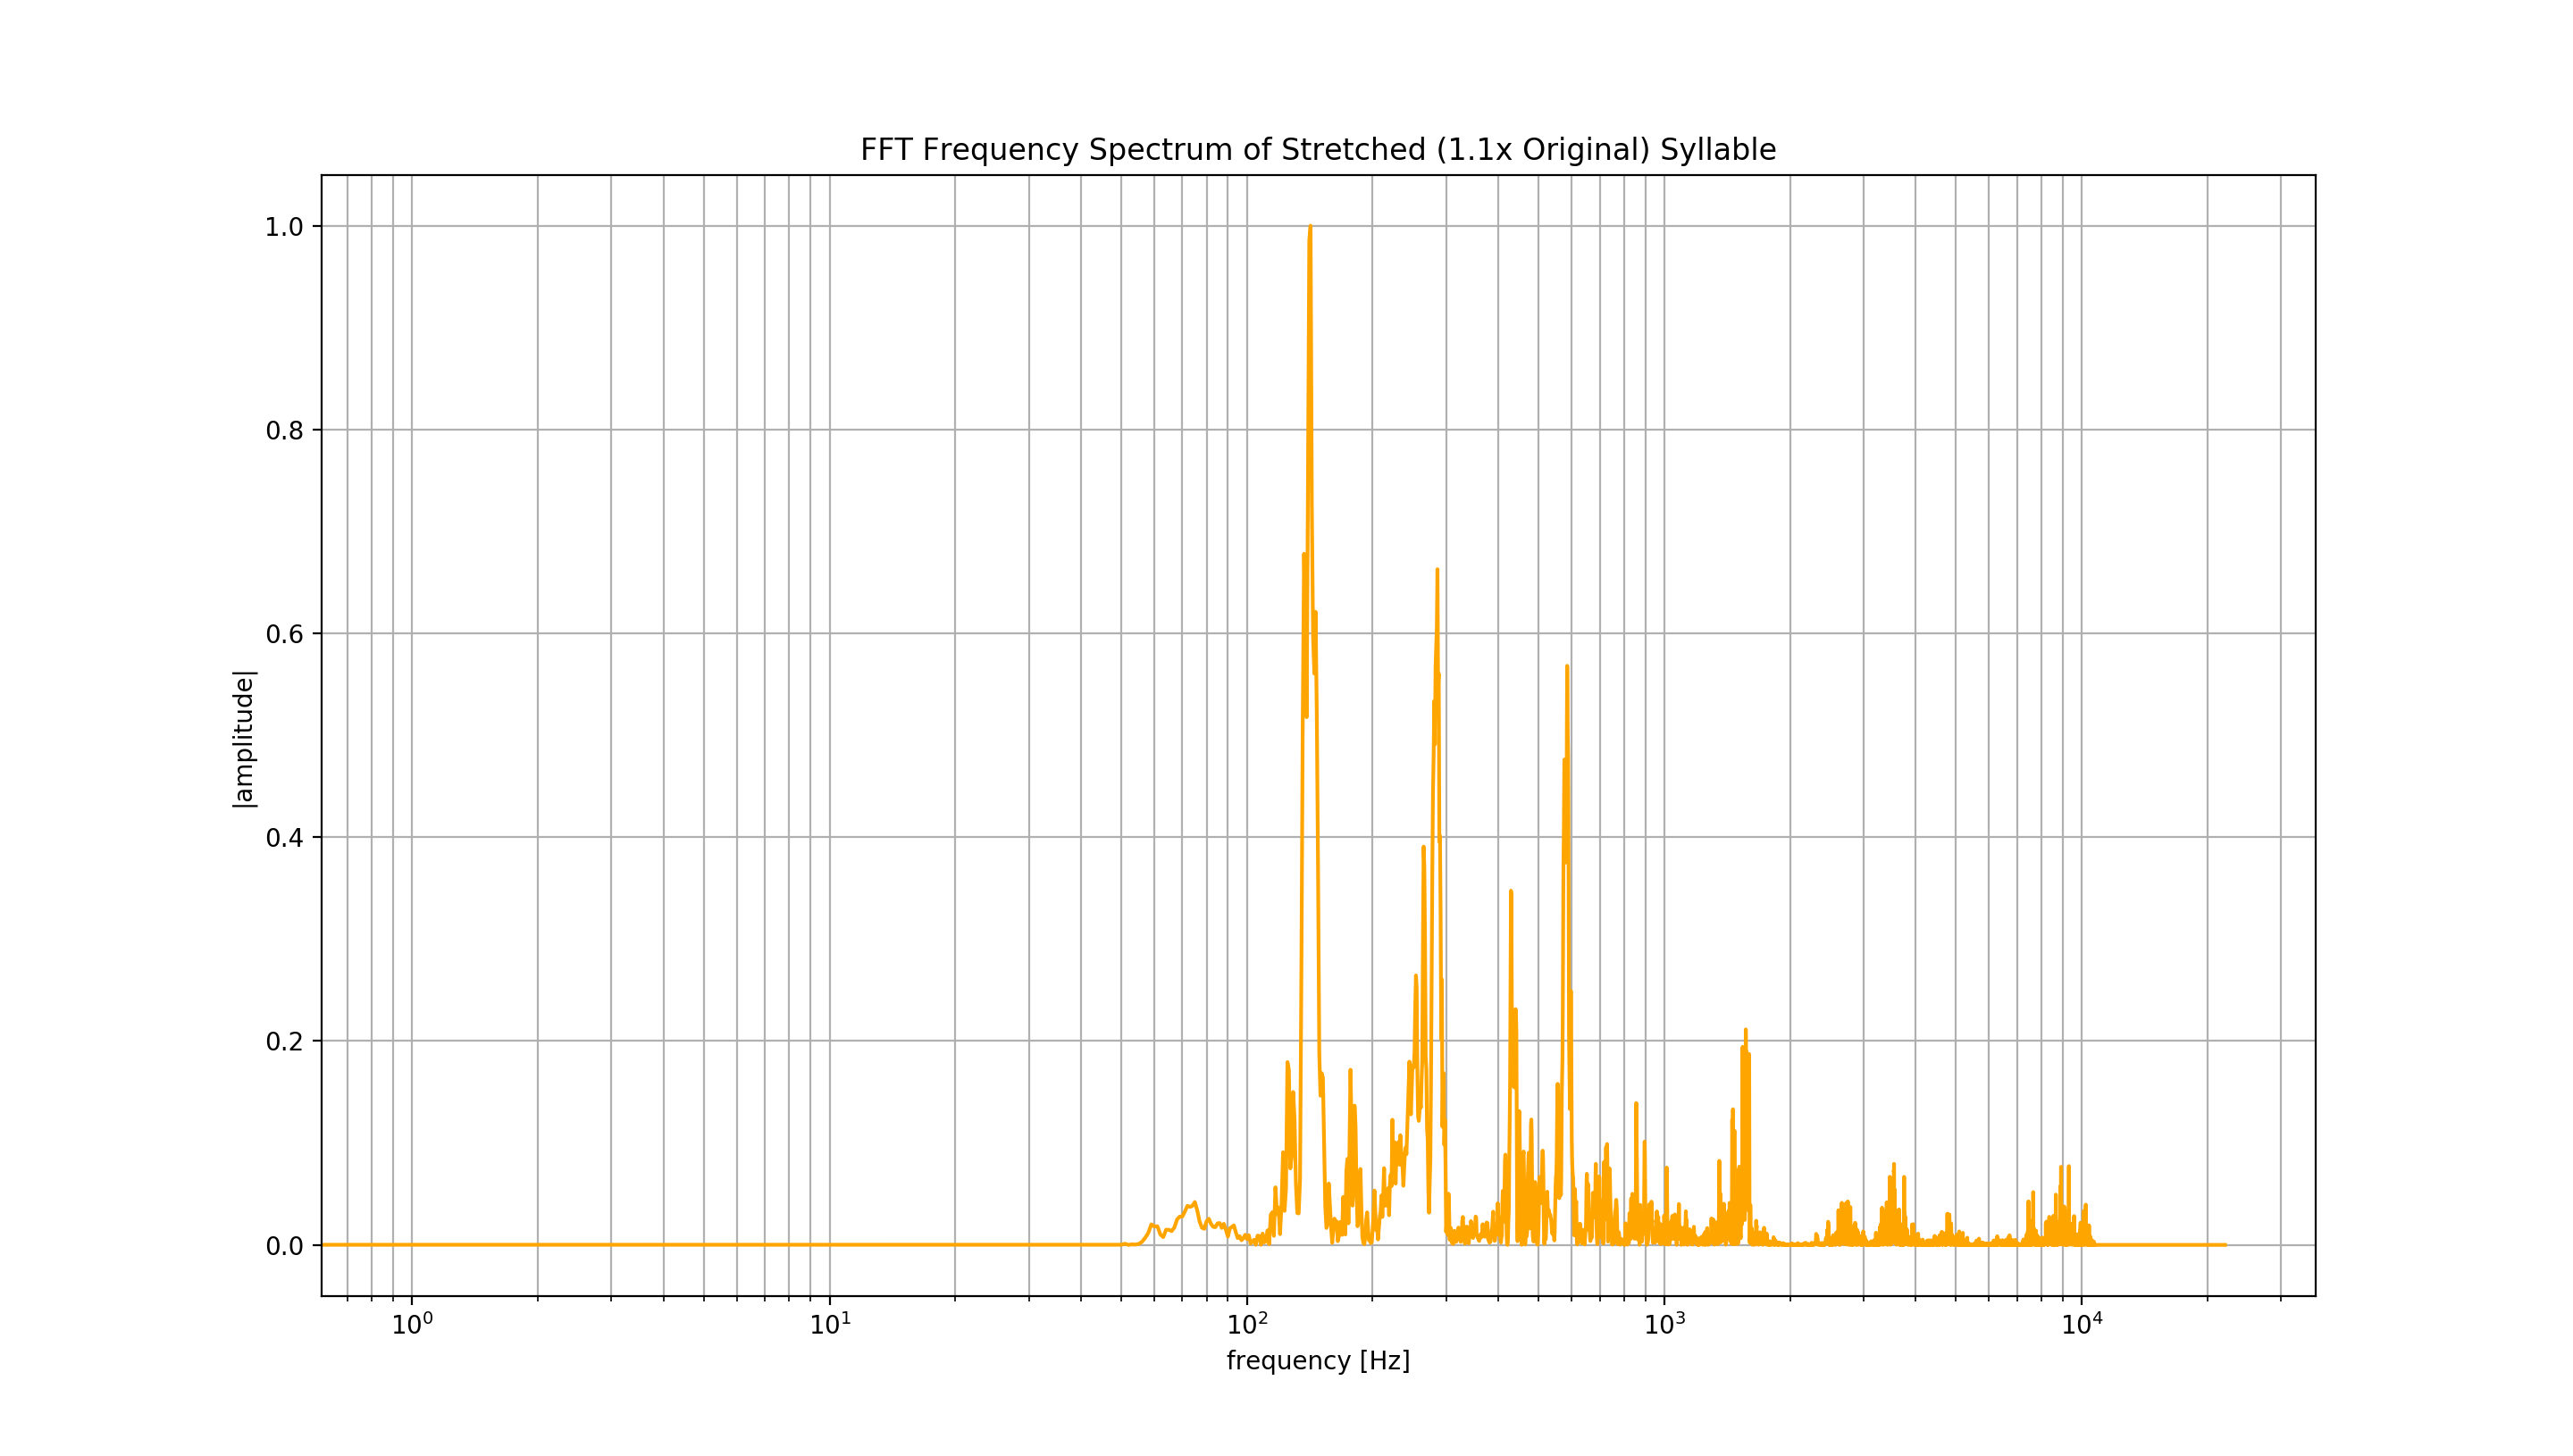 FFT Frequency Spectrum of Stretched (1.1x Original) Syllable
1.0
0.8
0.6
0.4
0.2
0.0
|amplitude|
10⁰ 10¹ 10² 10³ 10⁴
frequency [Hz]